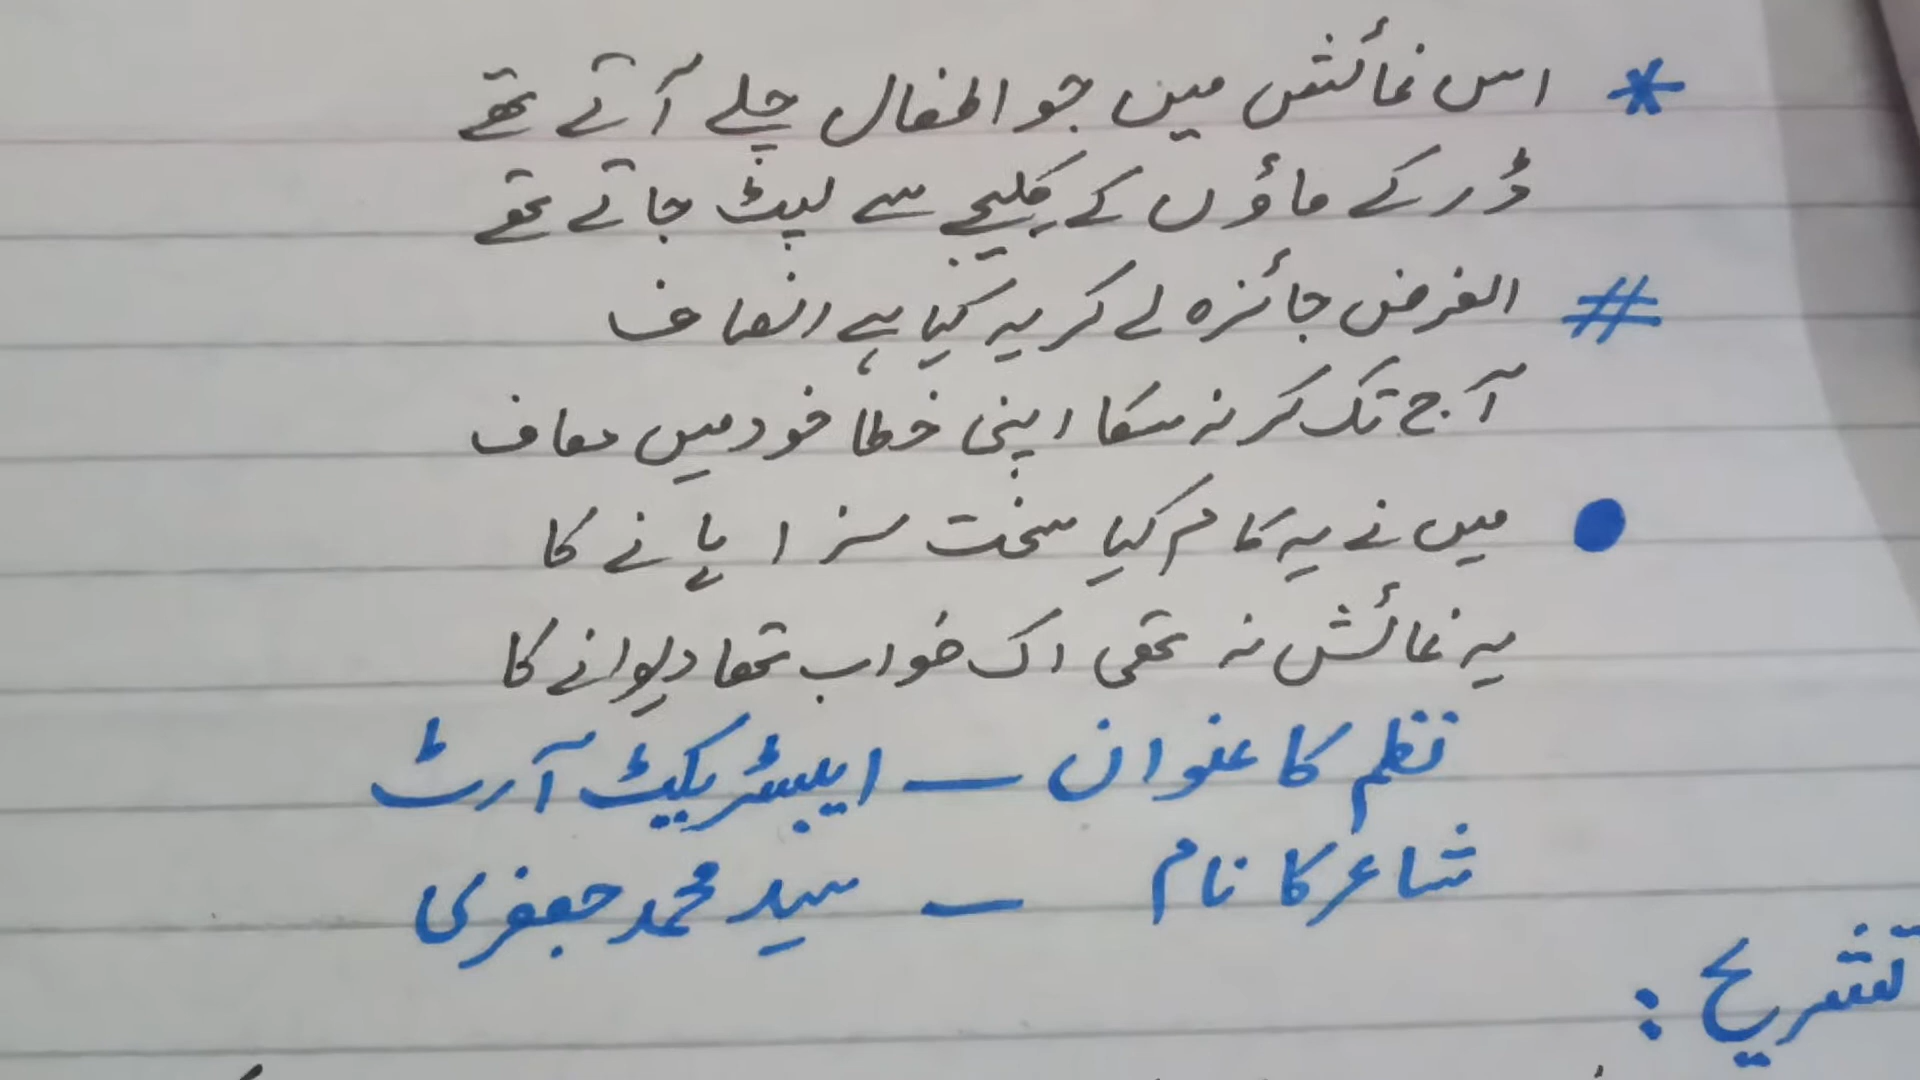 * اس نمائش میں جو اطفال چلے آتے تھے
ڈر کے ماؤں کے کلیجے سے لپٹ جاتے تھے
# الغرض جائزہ لے کر یہ کیا ہے انصاف
آج تک کر نہ سکا اپنی خطا خود میں معاف
● میں نے یہ کام کیا سخت سزا پانے کا
یہ نمائش نہ تھی اک خواب تھا دیوانے کا
نظم کا عنوان — ایبسٹریکٹ آرٹ
شاعر کا نام — سید محمد جعفری
تشریح :